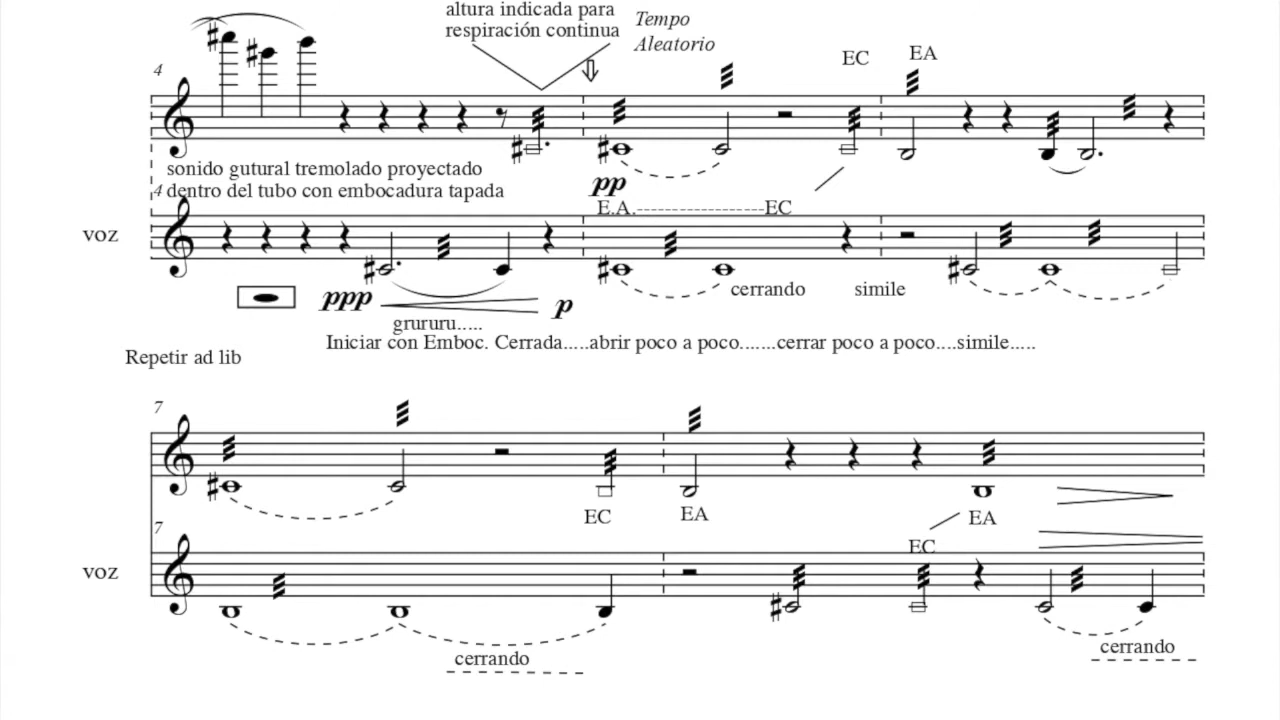 altura indicada para
respiración continua
Tempo
Aleatorio
EC
EA
4
sonido gutural tremolado proyectado
dentro del tubo con embocadura tapada
pp
E.A.-------------------EC
4
voz
cerrando
simile
ppp
p
grururu.....
Iniciar con Emboc. Cerrada.....abrir poco a poco.......cerrar poco a poco....simile.....
Repetir ad lib
7
EC
EA
EA
7
EC
voz
cerrando
cerrando